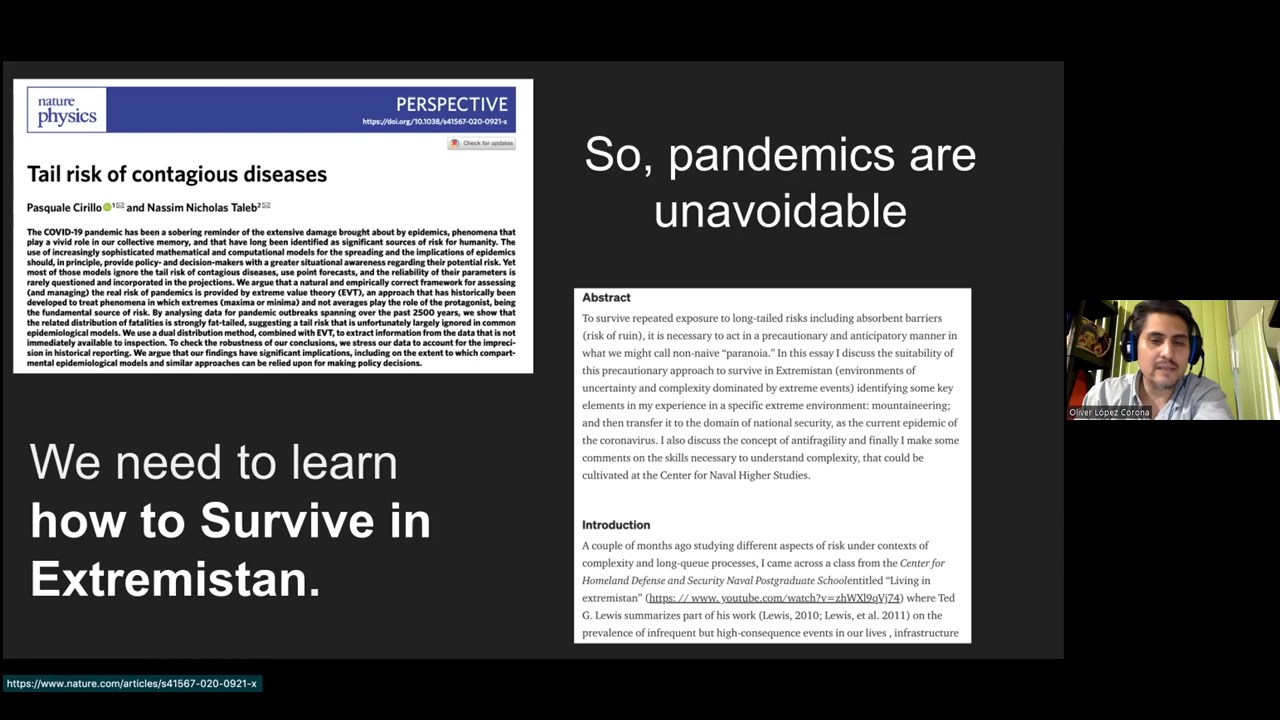 nature
physics
PERSPECTIVE
https://doi.org/10.1038/s41567-020-0921-x
Check for updates
Tail risk of contagious diseases
Pasquale Cirillo 1 and Nassim Nicholas Taleb2
The COVID-19 pandemic has been a sobering reminder of the extensive damage brought about by epidemics, phenomena that
play a vivid role in our collective memory, and that have long been identified as significant sources of risk for humanity. The
use of increasingly sophisticated mathematical and computational models for the spreading and the implications of epidemics
should, in principle, provide policy- and decision-makers with a greater situational awareness regarding their potential risk. Yet
most of those models ignore the tail risk of contagious diseases, use point forecasts, and the reliability of their parameters is
rarely questioned and incorporated in the projections. We argue that a natural and empirically correct framework for assessing
(and managing) the real risk of pandemics is provided by extreme value theory (EVT), an approach that has historically been
developed to treat phenomena in which extremes (maxima or minima) and not averages play the role of the protagonist, being
the fundamental source of risk. By analysing data for pandemic outbreaks spanning over the past 2500 years, we show that
the related distribution of fatalities is strongly fat-tailed, suggesting a tail risk that is unfortunately largely ignored in common
epidemiological models. We use a dual distribution method, combined with EVT, to extract information from the data that is not
immediately available to inspection. To check the robustness of our conclusions, we stress our data to account for the impreci-
sion in historical reporting. We argue that our findings have significant implications, including on the extent to which compart-
mental epidemiological models and similar approaches can be relied upon for making policy decisions.
We need to learn
how to Survive in
Extremistan.
So, pandemics are
unavoidable
Abstract
To survive repeated exposure to long-tailed risks including absorbent barriers
(risk of ruin), it is necessary to act in a precautionary and anticipatory manner in
what we might call non-naive “paranoia.” In this essay I discuss the suitability of
this precautionary approach to survive in Extremistan (environments of
uncertainty and complexity dominated by extreme events) identifying some key
elements in my experience in a specific extreme environment: mountaineering;
and then transfer it to the domain of national security, as the current epidemic of
the coronavirus. I also discuss the concept of antifragility and finally I make some
comments on the skills necessary to understand complexity, that could be
cultivated at the Center for Naval Higher Studies.
Introduction
A couple of months ago studying different aspects of risk under contexts of
complexity and long-queue processes, I came across a class from the Center for
Homeland Defense and Security Naval Postgraduate Schoolentitled “Living in
extremistan” (https: // www. youtube.com/watch?v=zhWXl9qVj74) where Ted
G. Lewis summarizes part of his work (Lewis, 2010; Lewis, et al. 2011) on the
prevalence of infrequent but high-consequence events in our lives , infrastructure
Oliver López Corona
https://www.nature.com/articles/s41567-020-0921-x